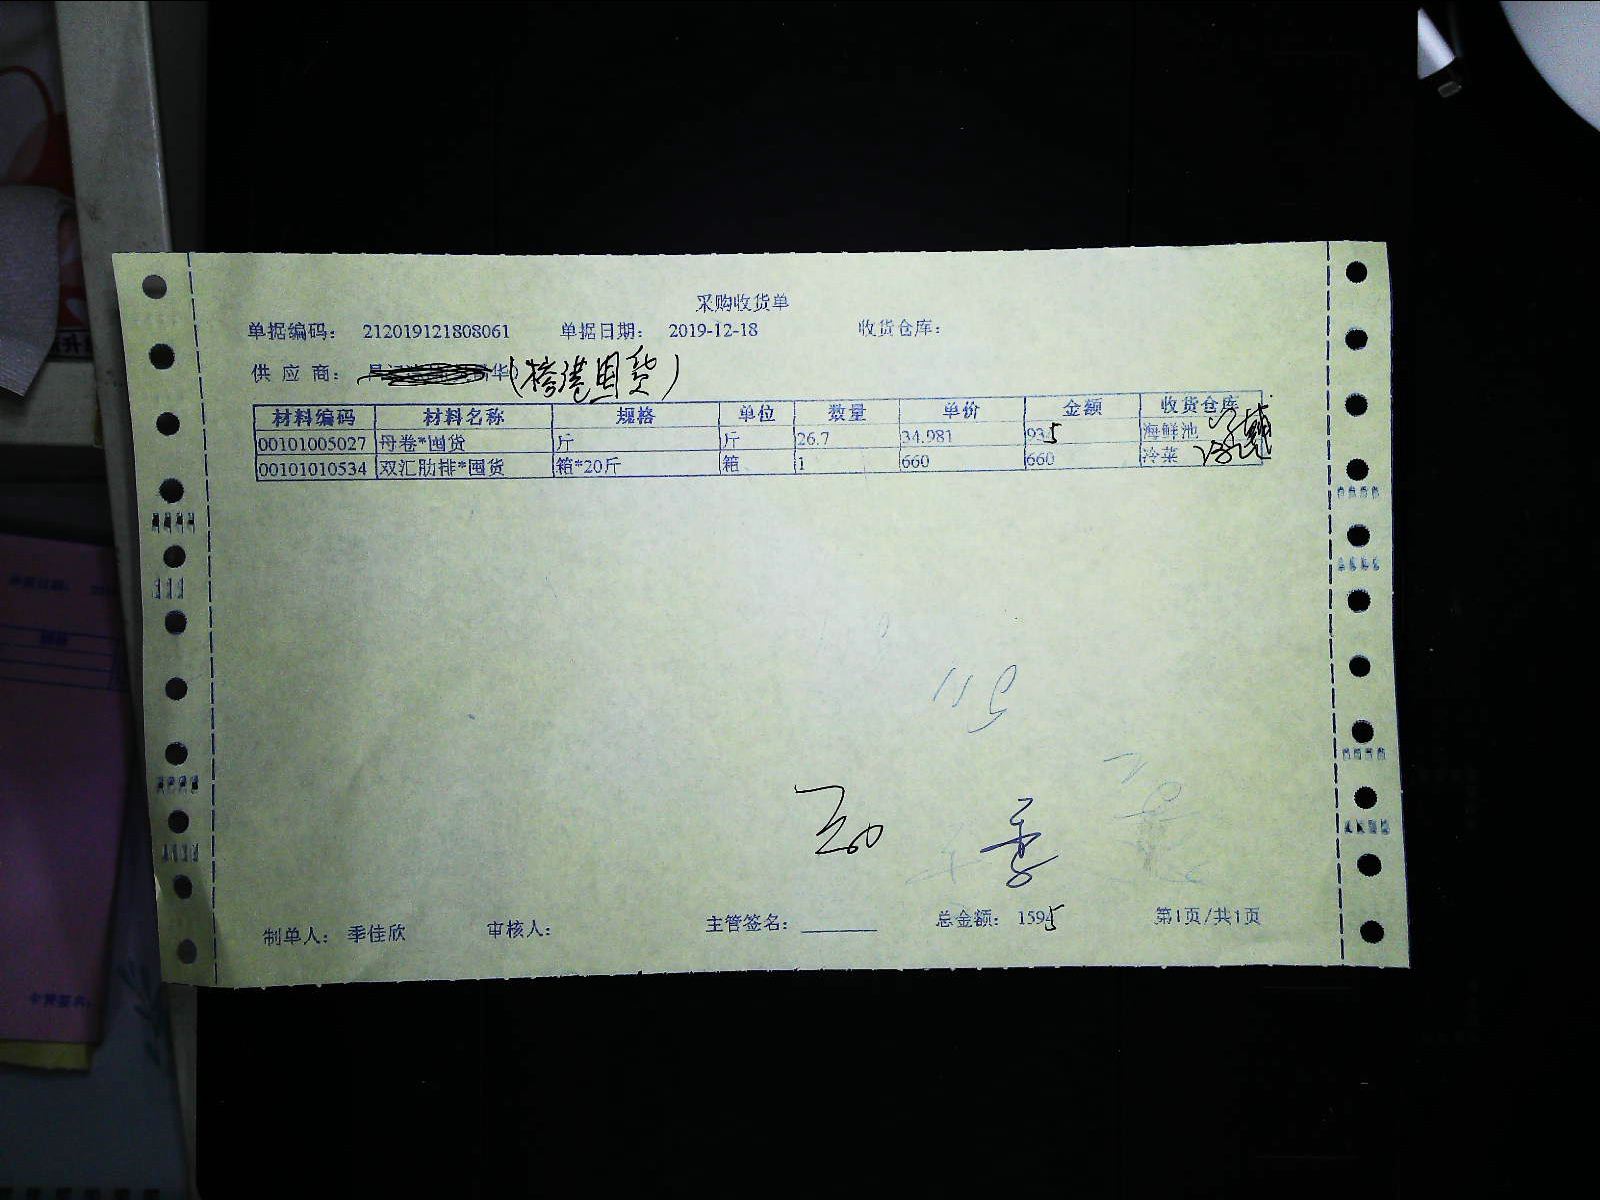 采购收货单
单据编码： 212019121808061 单据日期： 2019-12-18 收货仓库：
供 应 商： 华
材料编码 材料名称 规格 单位 数量 单价 金额 收货仓库
00101005027 母卷*囤货 斤 斤 26.7 34.981 935 海鲜池
00101010534 双汇肋排*囤货 箱*20斤 箱 1 660 660 冷菜
制单人： 季佳欣 审核人： 主管签名： 总金额： 1595 第1页/共1页